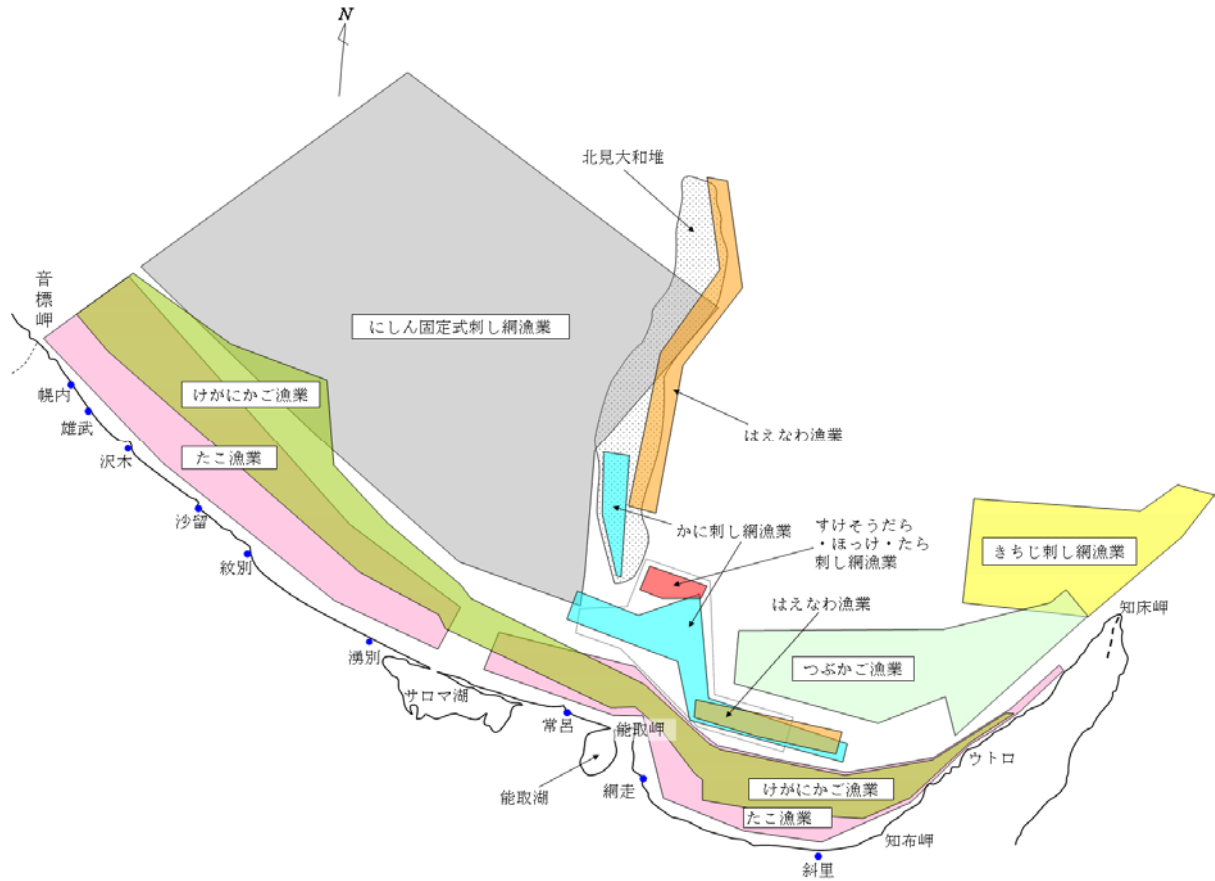 N
北見大和堆
音標岬
にしん固定式刺し網漁業
けがにかご漁業
幌内
雄武
はえなわ漁業
たこ漁業
沢木
沙留
かに刺し網漁業
すけそうだら
・ほっけ・たら
刺し網漁業
きちじ刺し網漁業
紋別
はえなわ漁業
知床岬
湧別
つぶかご漁業
サロマ湖
常呂
能取岬
ウトロ
能取湖
網走
けがにかご漁業
たこ漁業
知布岬
斜里